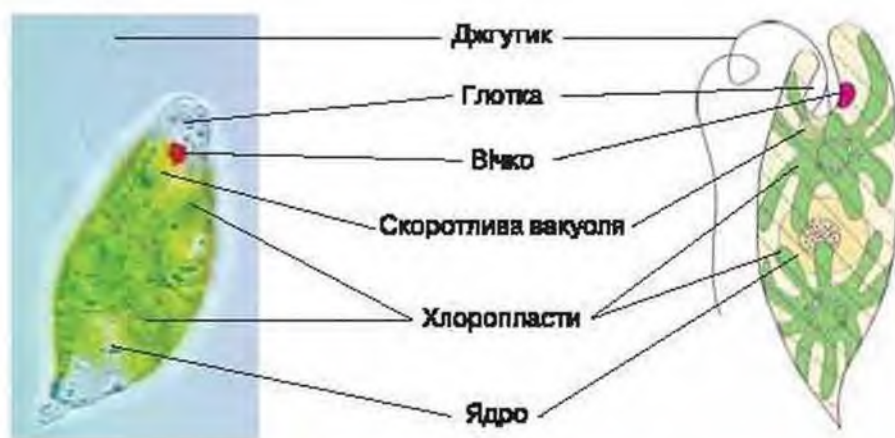 Джгутик
Глотка
Вічко
Скоротлива вакуоля
Хлоропласти
Ядро